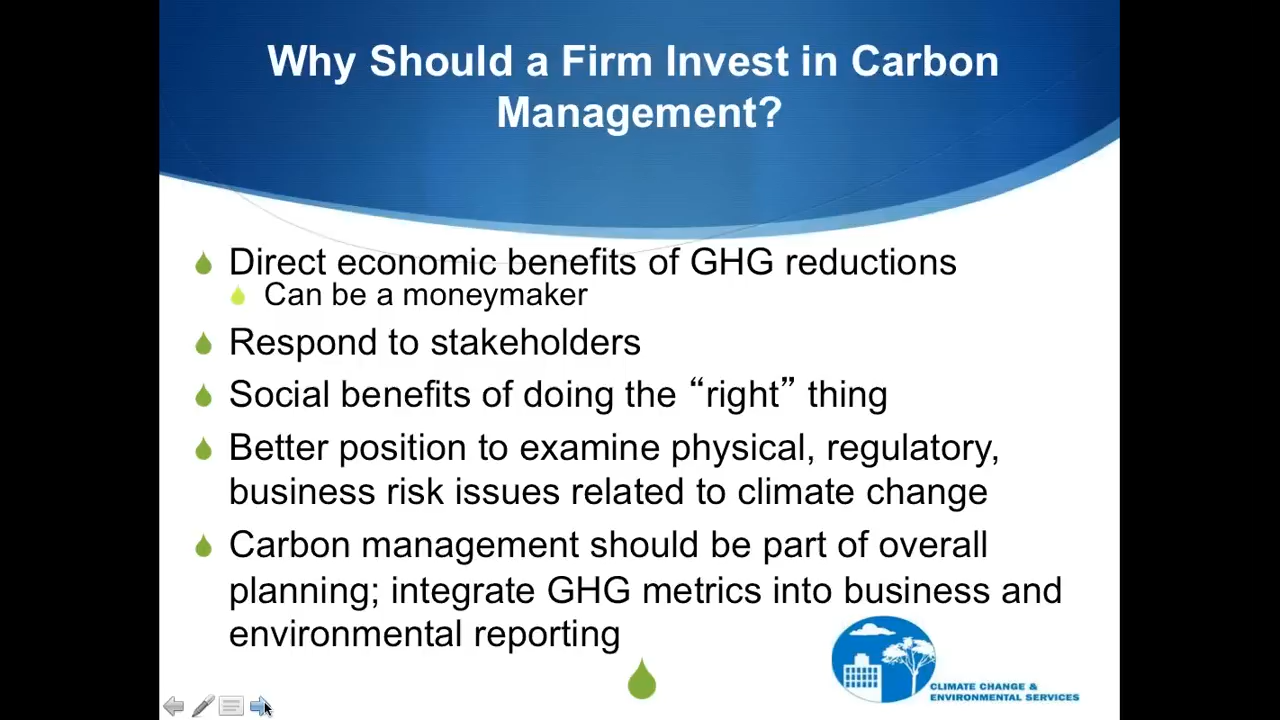 Why Should a Firm Invest in Carbon
Management?
Direct economic benefits of GHG reductions
Can be a moneymaker
Respond to stakeholders
Social benefits of doing the “right” thing
Better position to examine physical, regulatory,
business risk issues related to climate change
Carbon management should be part of overall
planning; integrate GHG metrics into business and
environmental reporting
CLIMATE CHANGE &
ENVIRONMENTAL SERVICES